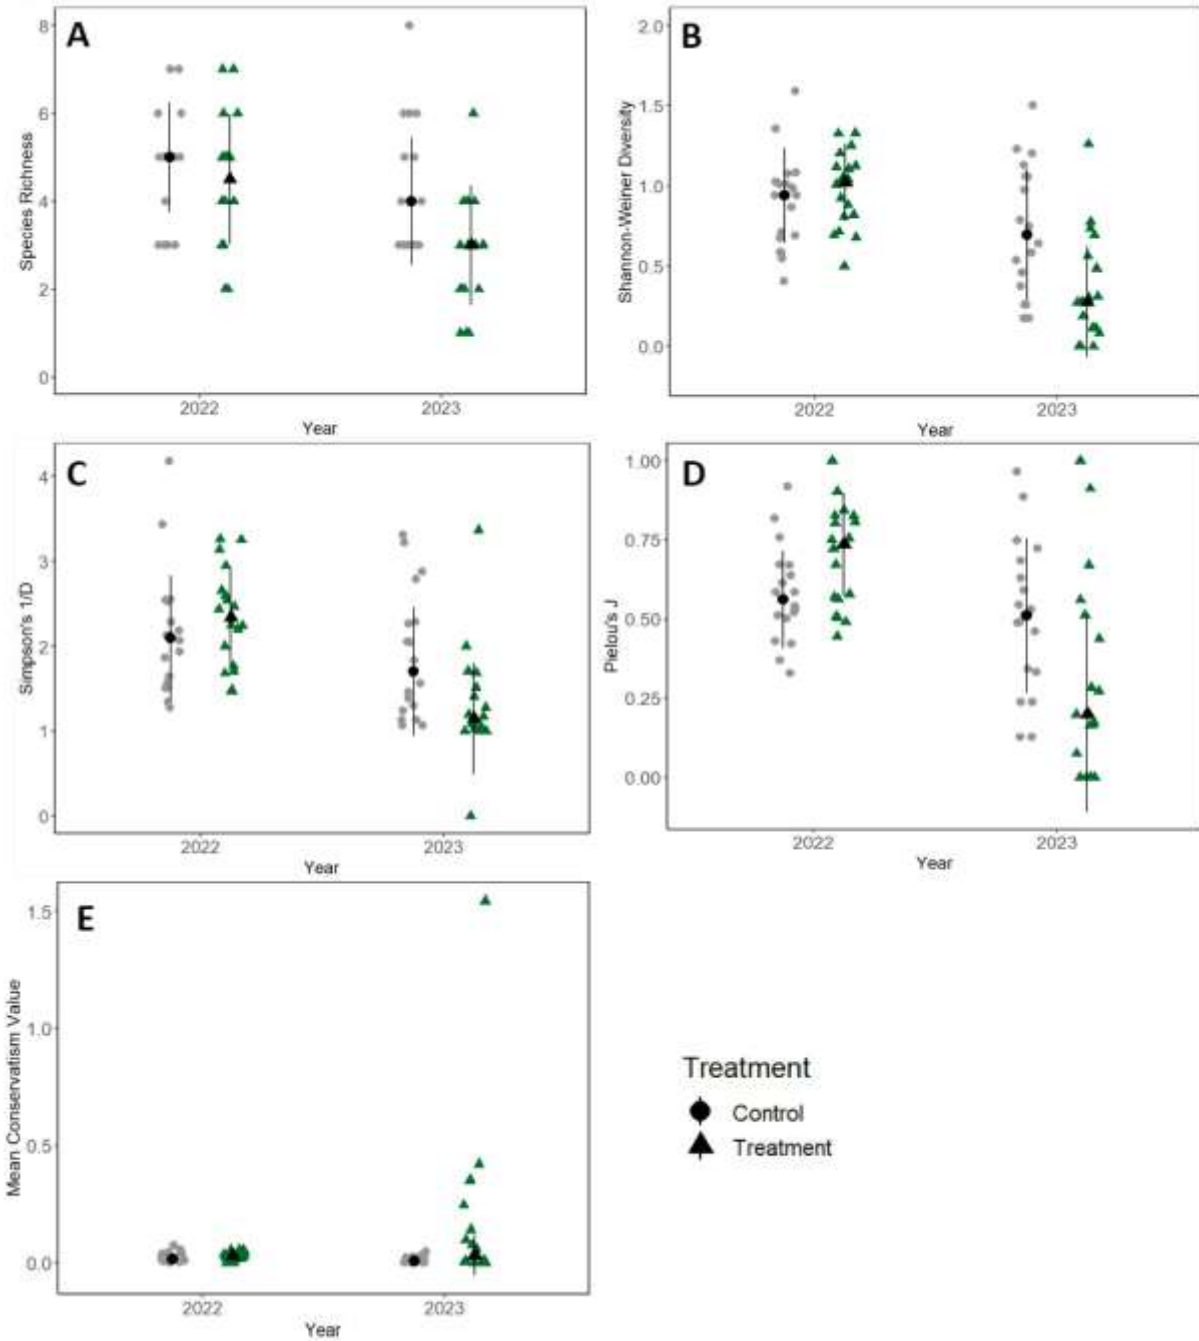 A
Species Richness
8
6
4
2
0
2022 2023
Year
B
Shannon-Weiner Diversity
2.0
1.5
1.0
0.5
0.0
2022 2023
Year
C
Simpson's 1/D
4
3
2
1
0
2022 2023
Year
D
Pielou's J
1.00
0.75
0.50
0.25
0.00
2022 2023
Year
E
Mean Conservatism Value
1.5
1.0
0.5
0.0
2022 2023
Year
Treatment
Control
Treatment